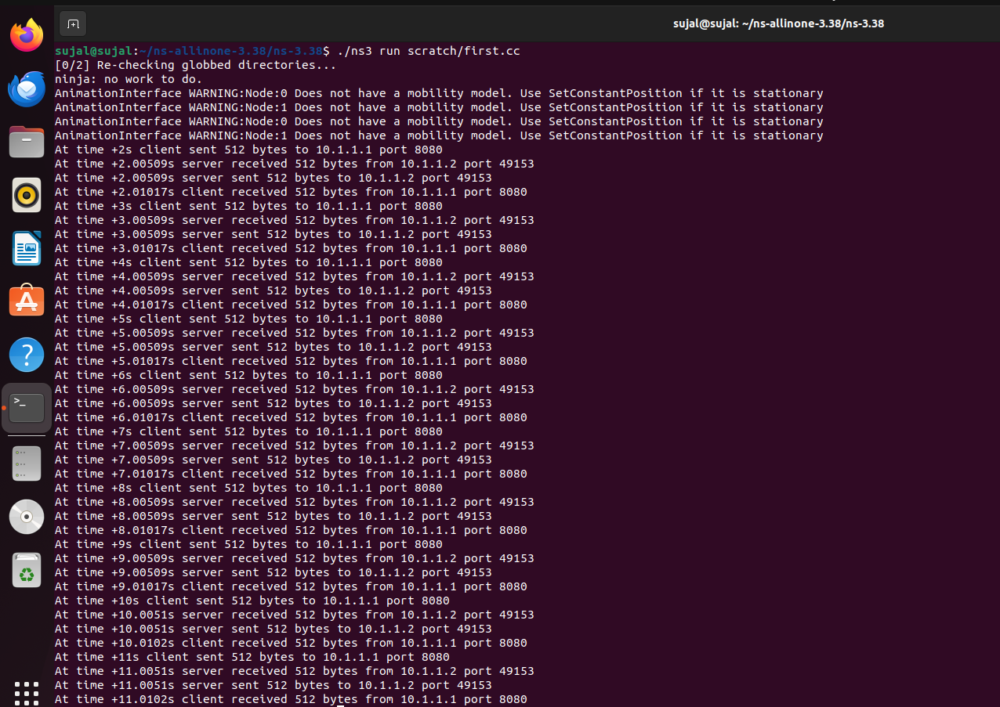 sujal@sujal: ~/ns-allinone-3.38/ns-3.38
sujal@sujal:~/ns-allinone-3.38/ns-3.38$ ./ns3 run scratch/first.cc
[0/2] Re-checking globbed directories...
ninja: no work to do.
AnimationInterface WARNING:Node:0 Does not have a mobility model. Use SetConstantPosition if it is stationary
AnimationInterface WARNING:Node:1 Does not have a mobility model. Use SetConstantPosition if it is stationary
AnimationInterface WARNING:Node:0 Does not have a mobility model. Use SetConstantPosition if it is stationary
AnimationInterface WARNING:Node:1 Does not have a mobility model. Use SetConstantPosition if it is stationary
At time +2s client sent 512 bytes to 10.1.1.1 port 8080
At time +2.00509s server received 512 bytes from 10.1.1.2 port 49153
At time +2.00509s server sent 512 bytes to 10.1.1.2 port 49153
At time +2.01017s client received 512 bytes from 10.1.1.1 port 8080
At time +3s client sent 512 bytes to 10.1.1.1 port 8080
At time +3.00509s server received 512 bytes from 10.1.1.2 port 49153
At time +3.00509s server sent 512 bytes to 10.1.1.2 port 49153
At time +3.01017s client received 512 bytes from 10.1.1.1 port 8080
At time +4s client sent 512 bytes to 10.1.1.1 port 8080
At time +4.00509s server received 512 bytes from 10.1.1.2 port 49153
At time +4.00509s server sent 512 bytes to 10.1.1.2 port 49153
At time +4.01017s client received 512 bytes from 10.1.1.1 port 8080
At time +5s client sent 512 bytes to 10.1.1.1 port 8080
At time +5.00509s server received 512 bytes from 10.1.1.2 port 49153
At time +5.00509s server sent 512 bytes to 10.1.1.2 port 49153
At time +5.01017s client received 512 bytes from 10.1.1.1 port 8080
At time +6s client sent 512 bytes to 10.1.1.1 port 8080
At time +6.00509s server received 512 bytes from 10.1.1.2 port 49153
At time +6.00509s server sent 512 bytes to 10.1.1.2 port 49153
At time +6.01017s client received 512 bytes from 10.1.1.1 port 8080
At time +7s client sent 512 bytes to 10.1.1.1 port 8080
At time +7.00509s server received 512 bytes from 10.1.1.2 port 49153
At time +7.00509s server sent 512 bytes to 10.1.1.2 port 49153
At time +7.01017s client received 512 bytes from 10.1.1.1 port 8080
At time +8s client sent 512 bytes to 10.1.1.1 port 8080
At time +8.00509s server received 512 bytes from 10.1.1.2 port 49153
At time +8.00509s server sent 512 bytes to 10.1.1.2 port 49153
At time +8.01017s client received 512 bytes from 10.1.1.1 port 8080
At time +9s client sent 512 bytes to 10.1.1.1 port 8080
At time +9.00509s server received 512 bytes from 10.1.1.2 port 49153
At time +9.00509s server sent 512 bytes to 10.1.1.2 port 49153
At time +9.01017s client received 512 bytes from 10.1.1.1 port 8080
At time +10s client sent 512 bytes to 10.1.1.1 port 8080
At time +10.0051s server received 512 bytes from 10.1.1.2 port 49153
At time +10.0051s server sent 512 bytes to 10.1.1.2 port 49153
At time +10.0102s client received 512 bytes from 10.1.1.1 port 8080
At time +11s client sent 512 bytes to 10.1.1.1 port 8080
At time +11.0051s server received 512 bytes from 10.1.1.2 port 49153
At time +11.0051s server sent 512 bytes to 10.1.1.2 port 49153
At time +11.0102s client received 512 bytes from 10.1.1.1 port 8080